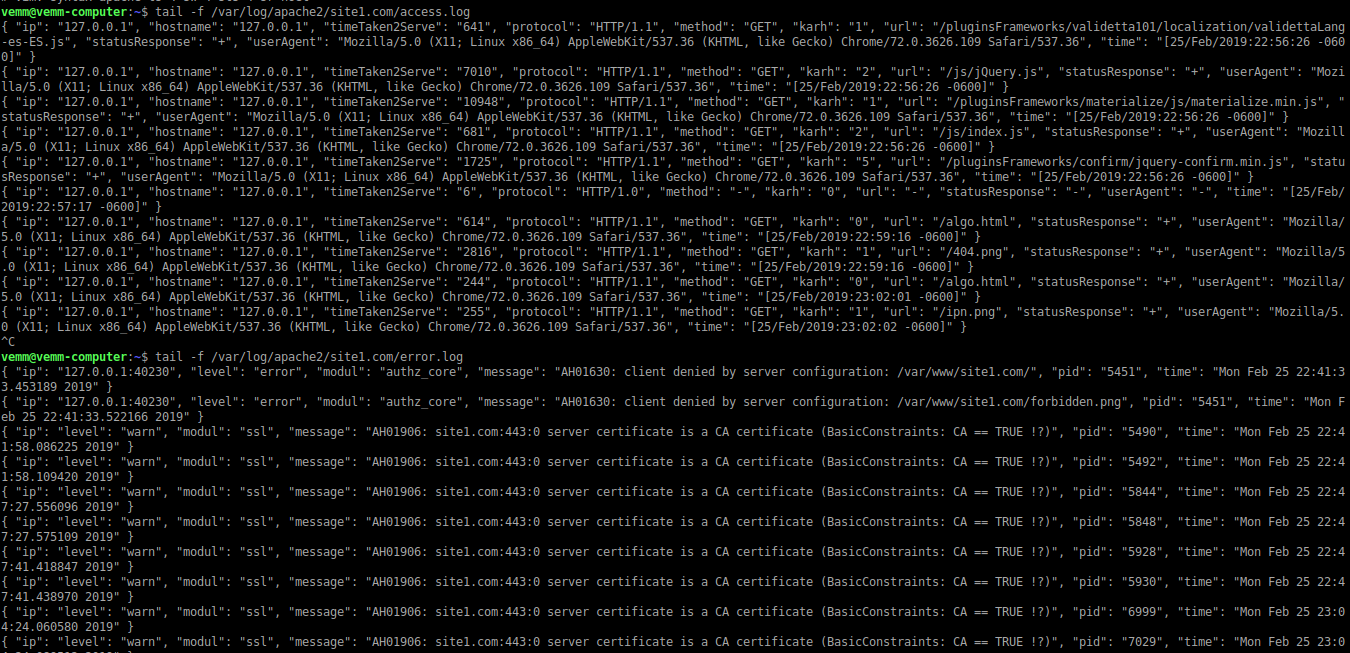 vemm@vemm-computer:~$ tail -f /var/log/apache2/site1.com/access.log
{ "ip": "127.0.0.1", "hostname": "127.0.0.1", "timeTaken2Serve": "641", "protocol": "HTTP/1.1", "method": "GET", "karh": "1", "url": "/pluginsFrameworks/validetta101/localization/validettaLang
-es-ES.js", "statusResponse": "+", "userAgent": "Mozilla/5.0 (X11; Linux x86_64) AppleWebKit/537.36 (KHTML, like Gecko) Chrome/72.0.3626.109 Safari/537.36", "time": "[25/Feb/2019:22:56:26 -060
0]" }
{ "ip": "127.0.0.1", "hostname": "127.0.0.1", "timeTaken2Serve": "7010", "protocol": "HTTP/1.1", "method": "GET", "karh": "2", "url": "/js/jQuery.js", "statusResponse": "+", "userAgent": "Mozi
lla/5.0 (X11; Linux x86_64) AppleWebKit/537.36 (KHTML, like Gecko) Chrome/72.0.3626.109 Safari/537.36", "time": "[25/Feb/2019:22:56:26 -0600]" }
{ "ip": "127.0.0.1", "hostname": "127.0.0.1", "timeTaken2Serve": "10948", "protocol": "HTTP/1.1", "method": "GET", "karh": "1", "url": "/pluginsFrameworks/materialize/js/materialize.min.js", "
statusResponse": "+", "userAgent": "Mozilla/5.0 (X11; Linux x86_64) AppleWebKit/537.36 (KHTML, like Gecko) Chrome/72.0.3626.109 Safari/537.36", "time": "[25/Feb/2019:22:56:26 -0600]" }
{ "ip": "127.0.0.1", "hostname": "127.0.0.1", "timeTaken2Serve": "681", "protocol": "HTTP/1.1", "method": "GET", "karh": "2", "url": "/js/index.js", "statusResponse": "+", "userAgent": "Mozill
a/5.0 (X11; Linux x86_64) AppleWebKit/537.36 (KHTML, like Gecko) Chrome/72.0.3626.109 Safari/537.36", "time": "[25/Feb/2019:22:56:26 -0600]" }
{ "ip": "127.0.0.1", "hostname": "127.0.0.1", "timeTaken2Serve": "1725", "protocol": "HTTP/1.1", "method": "GET", "karh": "5", "url": "/pluginsFrameworks/confirm/jquery-confirm.min.js", "statu
sResponse": "+", "userAgent": "Mozilla/5.0 (X11; Linux x86_64) AppleWebKit/537.36 (KHTML, like Gecko) Chrome/72.0.3626.109 Safari/537.36", "time": "[25/Feb/2019:22:56:26 -0600]" }
{ "ip": "127.0.0.1", "hostname": "127.0.0.1", "timeTaken2Serve": "6", "protocol": "HTTP/1.0", "method": "-", "karh": "0", "url": "-", "statusResponse": "-", "userAgent": "-", "time": "[25/Feb/
2019:22:57:17 -0600]" }
{ "ip": "127.0.0.1", "hostname": "127.0.0.1", "timeTaken2Serve": "614", "protocol": "HTTP/1.1", "method": "GET", "karh": "0", "url": "/algo.html", "statusResponse": "+", "userAgent": "Mozilla/
5.0 (X11; Linux x86_64) AppleWebKit/537.36 (KHTML, like Gecko) Chrome/72.0.3626.109 Safari/537.36", "time": "[25/Feb/2019:22:59:16 -0600]" }
{ "ip": "127.0.0.1", "hostname": "127.0.0.1", "timeTaken2Serve": "2816", "protocol": "HTTP/1.1", "method": "GET", "karh": "1", "url": "/404.png", "statusResponse": "+", "userAgent": "Mozilla/5
.0 (X11; Linux x86_64) AppleWebKit/537.36 (KHTML, like Gecko) Chrome/72.0.3626.109 Safari/537.36", "time": "[25/Feb/2019:22:59:16 -0600]" }
{ "ip": "127.0.0.1", "hostname": "127.0.0.1", "timeTaken2Serve": "244", "protocol": "HTTP/1.1", "method": "GET", "karh": "0", "url": "/algo.html", "statusResponse": "+", "userAgent": "Mozilla/
5.0 (X11; Linux x86_64) AppleWebKit/537.36 (KHTML, like Gecko) Chrome/72.0.3626.109 Safari/537.36", "time": "[25/Feb/2019:23:02:01 -0600]" }
{ "ip": "127.0.0.1", "hostname": "127.0.0.1", "timeTaken2Serve": "255", "protocol": "HTTP/1.1", "method": "GET", "karh": "1", "url": "/ipn.png", "statusResponse": "+", "userAgent": "Mozilla/5.
0 (X11; Linux x86_64) AppleWebKit/537.36 (KHTML, like Gecko) Chrome/72.0.3626.109 Safari/537.36", "time": "[25/Feb/2019:23:02:02 -0600]" }
^C
vemm@vemm-computer:~$ tail -f /var/log/apache2/site1.com/error.log
{ "ip": "127.0.0.1:40230", "level": "error", "modul": "authz_core", "message": "AH01630: client denied by server configuration: /var/www/site1.com/", "pid": "5451", "time": "Mon Feb 25 22:41:3
3.453189 2019" }
{ "ip": "127.0.0.1:40230", "level": "error", "modul": "authz_core", "message": "AH01630: client denied by server configuration: /var/www/site1.com/forbidden.png", "pid": "5451", "time": "Mon F
eb 25 22:41:33.522166 2019" }
{ "ip": "level": "warn", "modul": "ssl", "message": "AH01906: site1.com:443:0 server certificate is a CA certificate (BasicConstraints: CA == TRUE !?)", "pid": "5490", "time": "Mon Feb 25 22:4
1:58.086225 2019" }
{ "ip": "level": "warn", "modul": "ssl", "message": "AH01906: site1.com:443:0 server certificate is a CA certificate (BasicConstraints: CA == TRUE !?)", "pid": "5492", "time": "Mon Feb 25 22:4
1:58.109420 2019" }
{ "ip": "level": "warn", "modul": "ssl", "message": "AH01906: site1.com:443:0 server certificate is a CA certificate (BasicConstraints: CA == TRUE !?)", "pid": "5844", "time": "Mon Feb 25 22:4
7:27.556096 2019" }
{ "ip": "level": "warn", "modul": "ssl", "message": "AH01906: site1.com:443:0 server certificate is a CA certificate (BasicConstraints: CA == TRUE !?)", "pid": "5848", "time": "Mon Feb 25 22:4
7:27.575109 2019" }
{ "ip": "level": "warn", "modul": "ssl", "message": "AH01906: site1.com:443:0 server certificate is a CA certificate (BasicConstraints: CA == TRUE !?)", "pid": "5928", "time": "Mon Feb 25 22:4
7:41.418847 2019" }
{ "ip": "level": "warn", "modul": "ssl", "message": "AH01906: site1.com:443:0 server certificate is a CA certificate (BasicConstraints: CA == TRUE !?)", "pid": "5930", "time": "Mon Feb 25 22:4
7:41.438970 2019" }
{ "ip": "level": "warn", "modul": "ssl", "message": "AH01906: site1.com:443:0 server certificate is a CA certificate (BasicConstraints: CA == TRUE !?)", "pid": "6999", "time": "Mon Feb 25 23:0
4:24.060580 2019" }
{ "ip": "level": "warn", "modul": "ssl", "message": "AH01906: site1.com:443:0 server certificate is a CA certificate (BasicConstraints: CA == TRUE !?)", "pid": "7029", "time": "Mon Feb 25 23:0